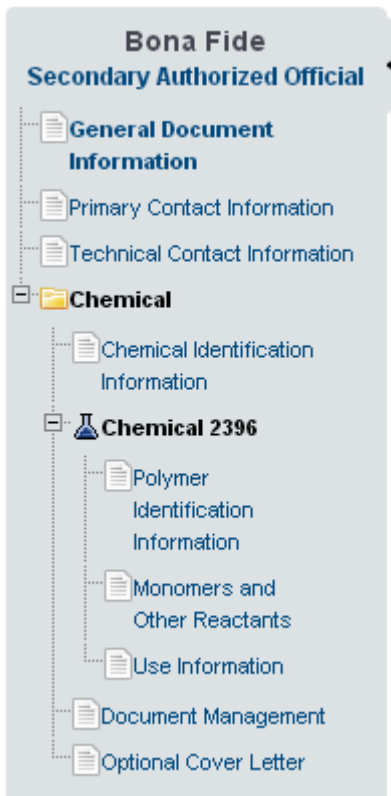 Bona Fide
Secondary Authorized Official
General Document
Information
Primary Contact Information
Technical Contact Information
Chemical
Chemical Identification
Information
Chemical 2396
Polymer
Identification
Information
Monomers and
Other Reactants
Use Information
Document Management
Optional Cover Letter